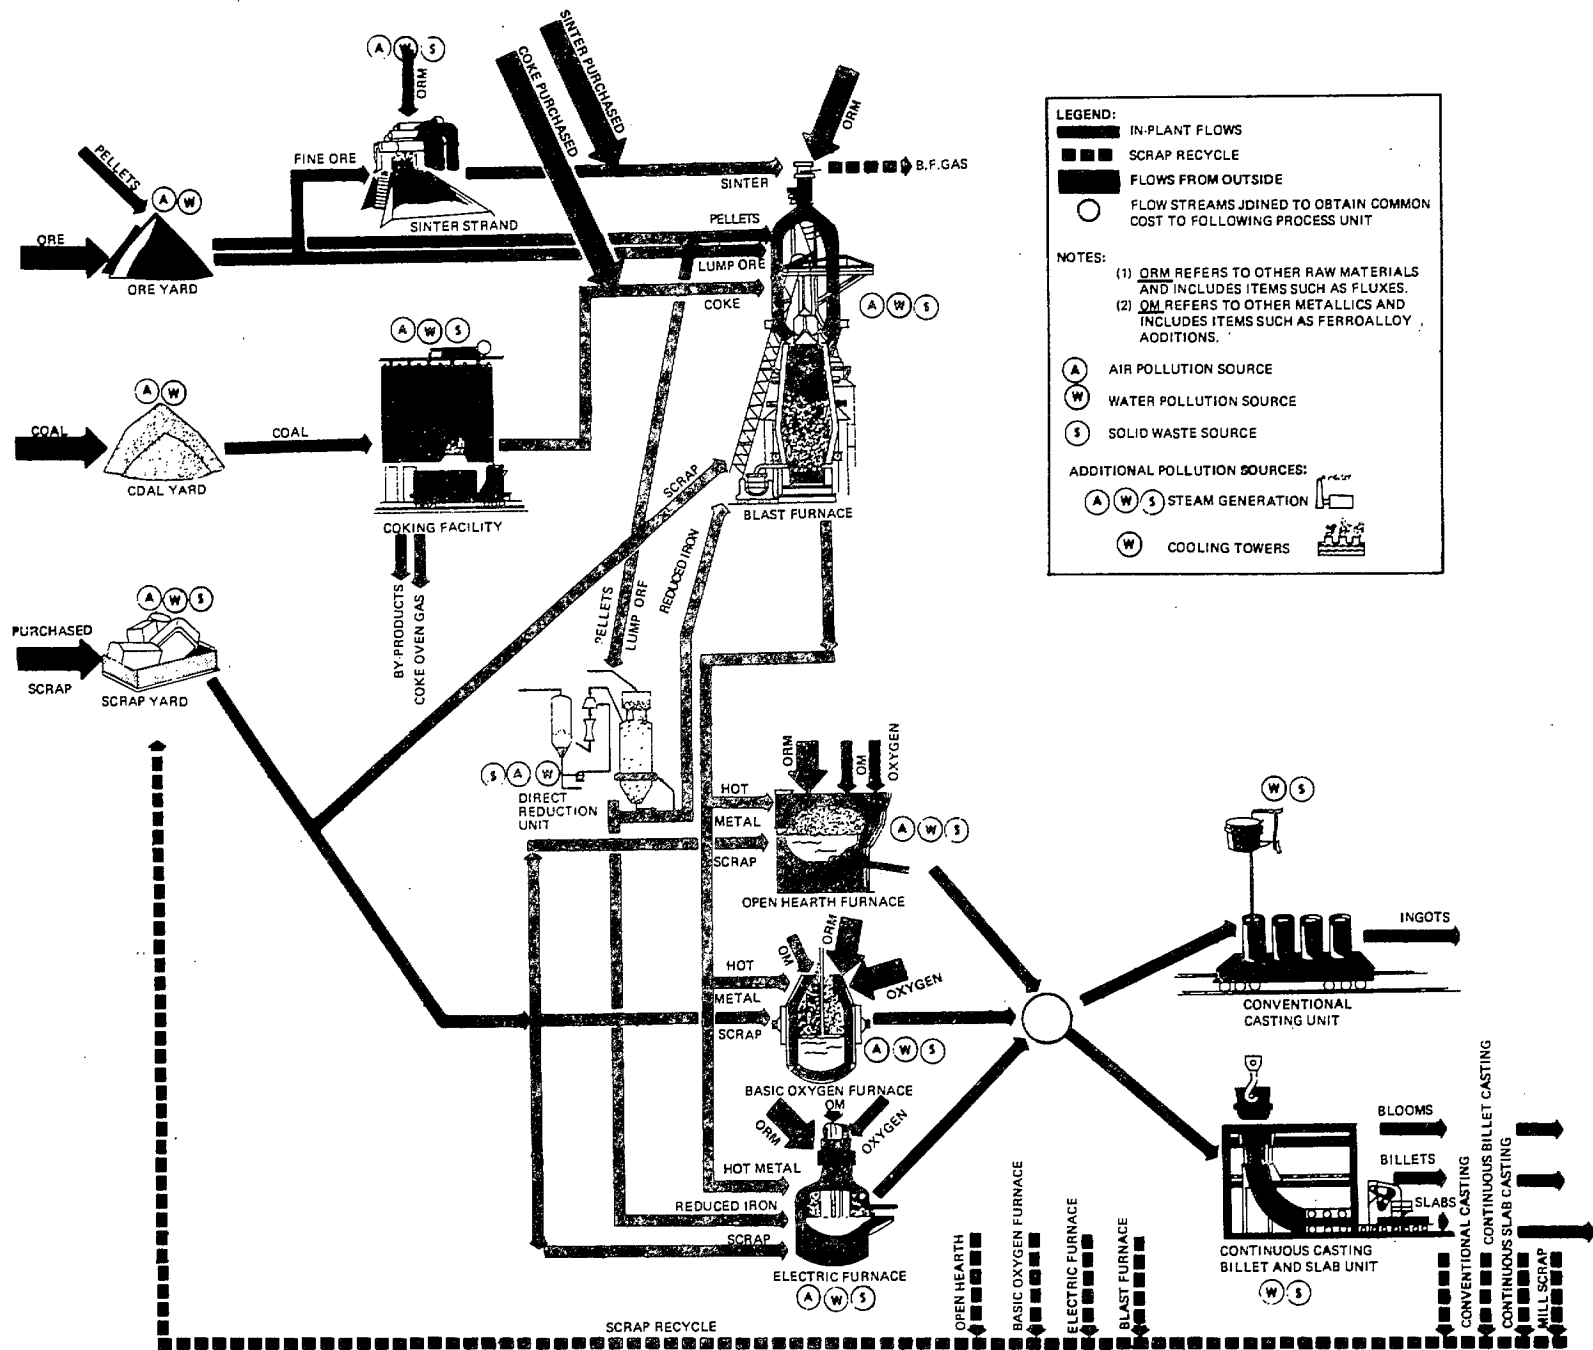 A W S
ORM
SINTER PURCHASED
COKE PURCHASED
ORM
PELLETS
FINE ORE
B.F.GAS
SINTER
A W
SINTER STRAND
PELLETS
ORE
LUMP ORE
ORE YARD
COKE
A W S
A W S
A W
COAL
COAL
COAL YARD
COKING FACILITY
SCRAP
BLAST FURNACE
BY-PRODUCTS
COKE OVEN GAS
PELLETS
LUMP ORF
REDUCED IRON
A W S
PURCHASED
SCRAP
SCRAP YARD
S A W
DIRECT
REDUCTION
UNIT
ORM
OM
OXYGEN
HOT
METAL
SCRAP
A W S
OPEN HEARTH FURNACE
OM
ORM
OXYGEN
HOT
METAL
SCRAP
A W S
BASIC OXYGEN FURNACE
OM
ORM
OXYGEN
HOT METAL
REDUCED IRON
SCRAP
ELECTRIC FURNACE
A W S
W S
INGOTS
CONVENTIONAL
CASTING UNIT
BLOOMS
BILLETS
SLABS
CONTINUOUS CASTING
BILLET AND SLAB UNIT
W S
OPEN HEARTH
BASIC OXYGEN FURNACE
ELECTRIC FURNACE
BLAST FURNACE
CONVENTIONAL CASTING
CONTINUOUS BILLET CASTING
CONTINUOUS SLAB CASTING
MILL SCRAP
SCRAP RECYCLE
LEGEND:
IN-PLANT FLOWS
SCRAP RECYCLE
FLOWS FROM OUTSIDE
FLOW STREAMS JDINED TO OBTAIN COMMON
COST TO FOLLOWING PROCESS UNIT
NOTES:
(1) ORM REFERS TO OTHER RAW MATERIALS
AND INCLUDES ITEMS SUCH AS FLUXES.
(2) OM REFERS TO OTHER METALLICS AND
INCLUDES ITEMS SUCH AS FERROALLOY
AODITIONS.
A AIR POLLUTION SOURCE
W WATER POLLUTION SOURCE
S SOLID WASTE SOURCE
ADDITIONAL POLLUTION SOURCES:
A W S STEAM GENERATION
W COOLING TOWERS